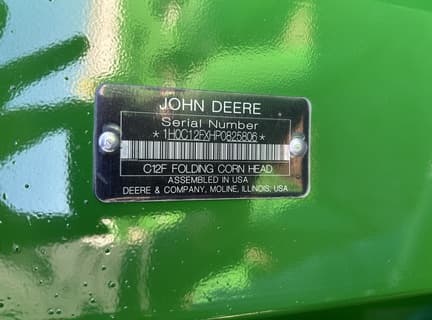 JOHN DEERE
Serial Number
*1H0C12FXHP0825806*
C12F FOLDING CORN HEAD
ASSEMBLED IN USA
DEERE & COMPANY, MOLINE, ILLINOIS, USA